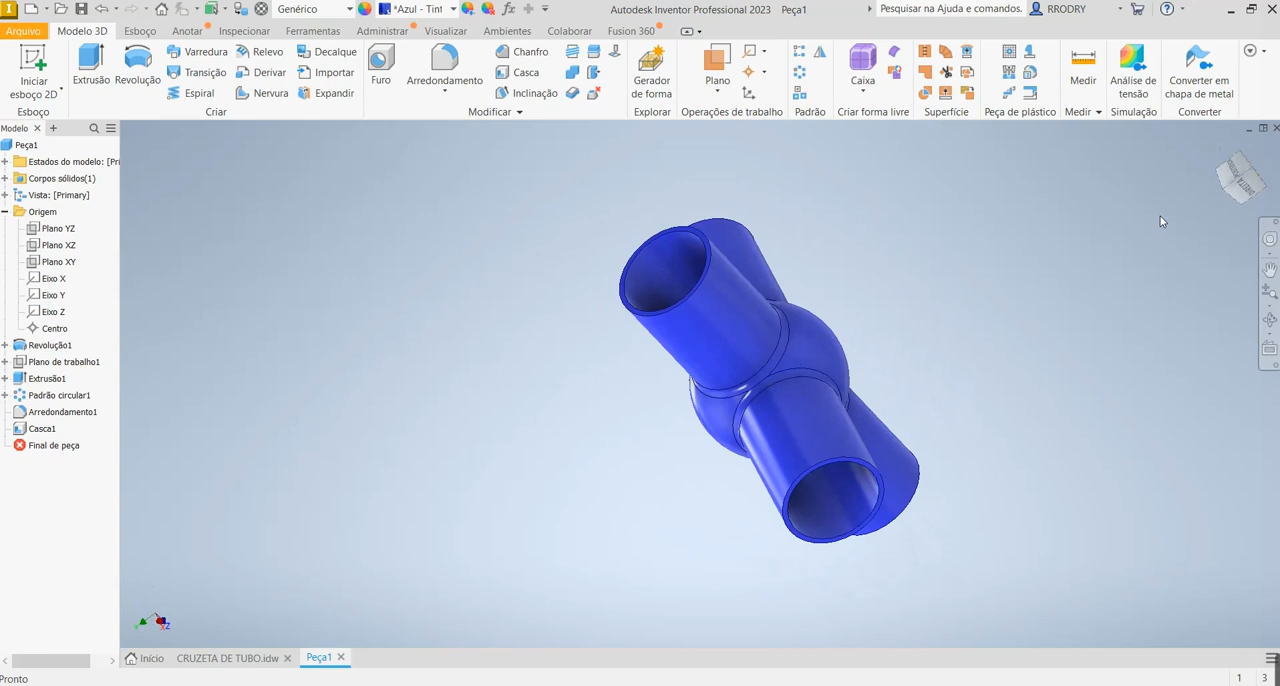 Genérico
*Azul - Tint
fx
Autodesk Inventor Professional 2023 Peça1
Pesquisar na Ajuda e comandos.
RRODRY
Arquivo
Modelo 3D
Esboço
Anotar
Inspecionar
Ferramentas
Administrar
Visualizar
Ambientes
Colaborar
Fusion 360
Iniciar
esboço 2D
Esboço
Extrusão
Revolução
Varredura
Transição
Espiral
Relevo
Derivar
Nervura
Decalque
Importar
Expandir
Criar
Furo
Arredondamento
Chanfro
Casca
Inclinação
Modificar
Gerador
de forma
Explorar
Plano
Operações de trabalho
Padrão
Caixa
Criar forma livre
Superfície
Peça de plástico
Medir
Medir
Análise de
tensão
Simulação
Converter em
chapa de metal
Converter
Modelo
Peça1
Estados do modelo: [Pri
Corpos sólidos(1)
Vista: [Primary]
Origem
Plano YZ
Plano XZ
Plano XY
Eixo X
Eixo Y
Eixo Z
Centro
Revolução1
Plano de trabalho1
Extrusão1
Padrão circular1
Arredondamento1
Casca1
Final de peça
Z
Início
CRUZETA DE TUBO.idw
Peça1
Pronto
1
3